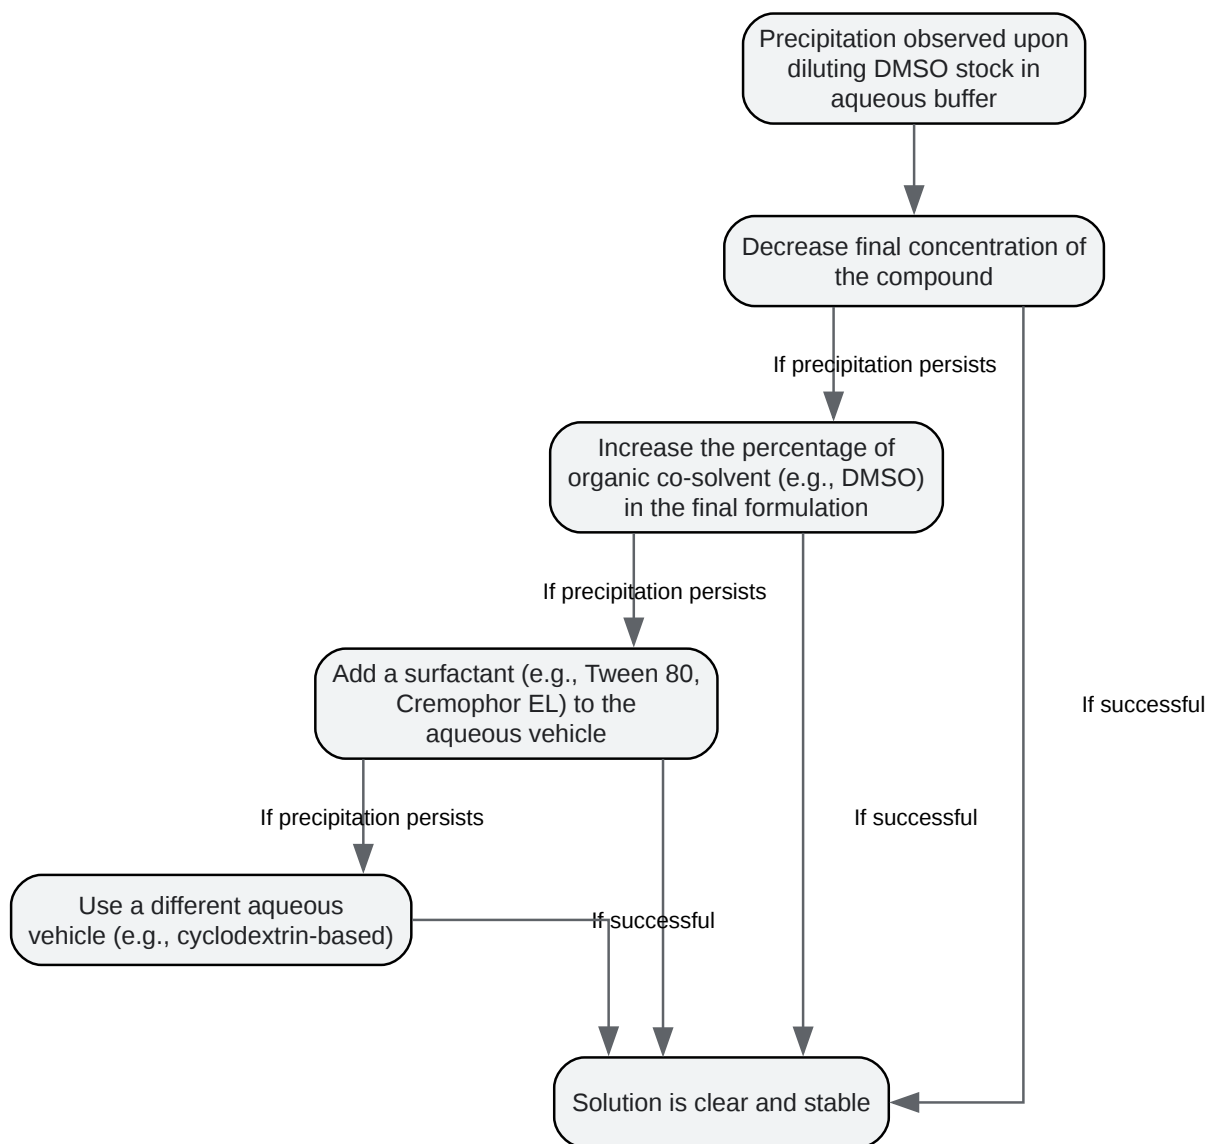 Precipitation observed upon
diluting DMSO stock in
aqueous buffer
Decrease final concentration of
the compound
If precipitation persists
Increase the percentage of
organic co-solvent (e.g., DMSO)
in the final formulation
If precipitation persists
Add a surfactant (e.g., Tween 80,
Cremophor EL) to the
aqueous vehicle
If successful
If precipitation persists
If successful
Use a different aqueous
vehicle (e.g., cyclodextrin-based)
If successful
Solution is clear and stable